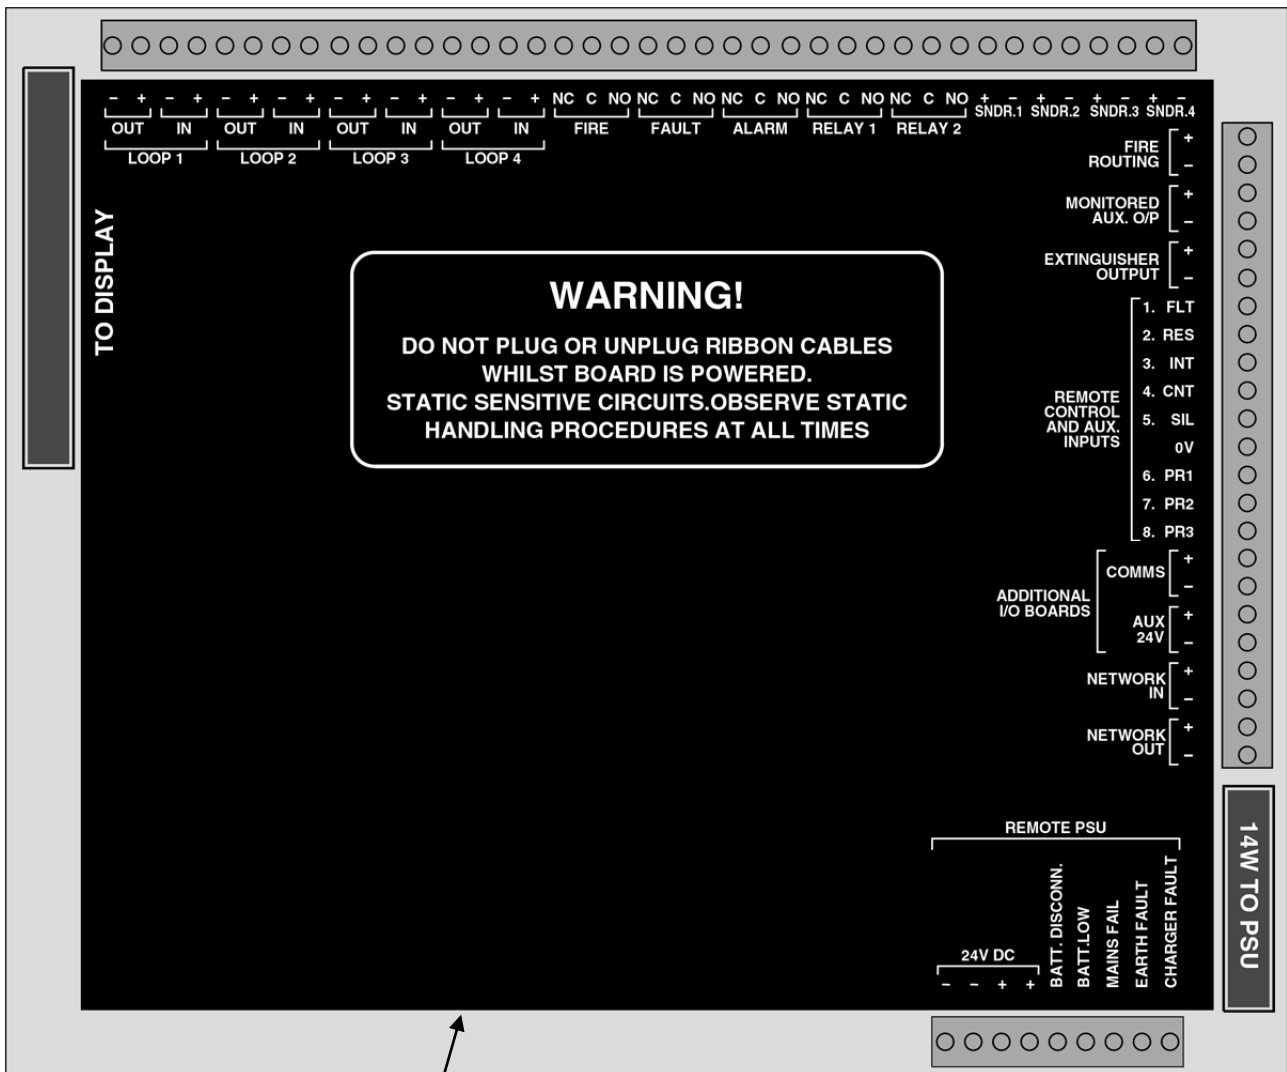 − + − + − + − + − + − + − + − + NC C NO NC C NO NC C NO NC C NO NC C NO + − + − + − + −
OUT IN OUT IN OUT IN OUT IN FIRE FAULT ALARM RELAY 1 RELAY 2 SNDR.1 SNDR.2 SNDR.3 SNDR.4
LOOP 1 LOOP 2 LOOP 3 LOOP 4
TO DISPLAY
WARNING!
DO NOT PLUG OR UNPLUG RIBBON CABLES
WHILST BOARD IS POWERED.
STATIC SENSITIVE CIRCUITS.OBSERVE STATIC
HANDLING PROCEDURES AT ALL TIMES
FIRE
ROUTING
+
−
MONITORED
AUX. O/P
+
−
EXTINGUISHER
OUTPUT
+
−
REMOTE
CONTROL
AND AUX.
INPUTS
1. FLT
2. RES
3. INT
4. CNT
5. SIL
0V
6. PR1
7. PR2
8. PR3
ADDITIONAL
I/O BOARDS
COMMS
+
−
AUX
24V
+
−
NETWORK
IN
+
−
NETWORK
OUT
+
−
REMOTE PSU
24V DC
− − + +
BATT. DISCONN.
BATT.LOW
MAINS FAIL
EARTH FAULT
CHARGER FAULT
14W TO PSU